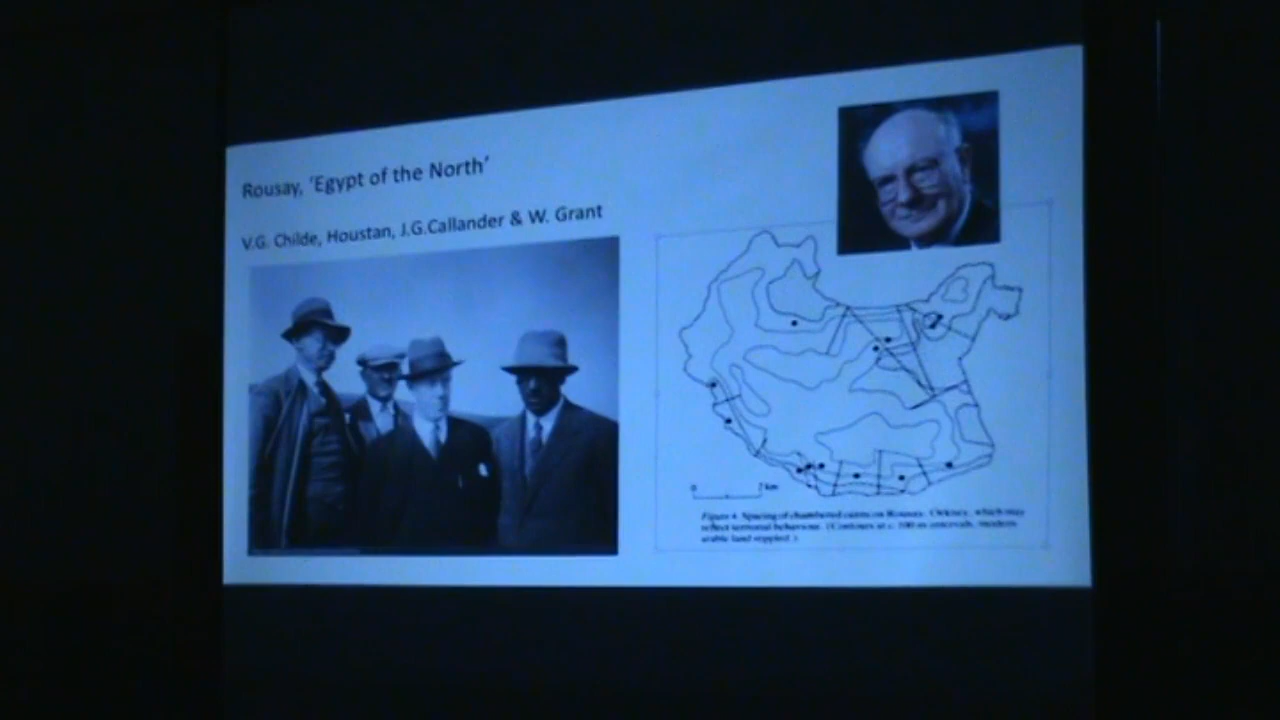 Rousay, 'Egypt of the North'
V.G. Childe, Houstan, J.G.Callander & W. Grant
0 2 km
Figure 4. Spacing of chambered cairns on Rousay, Orkney, which may
reflect territorial behaviour. (Contours at c. 100 m intervals, modern
arable land stippled.)